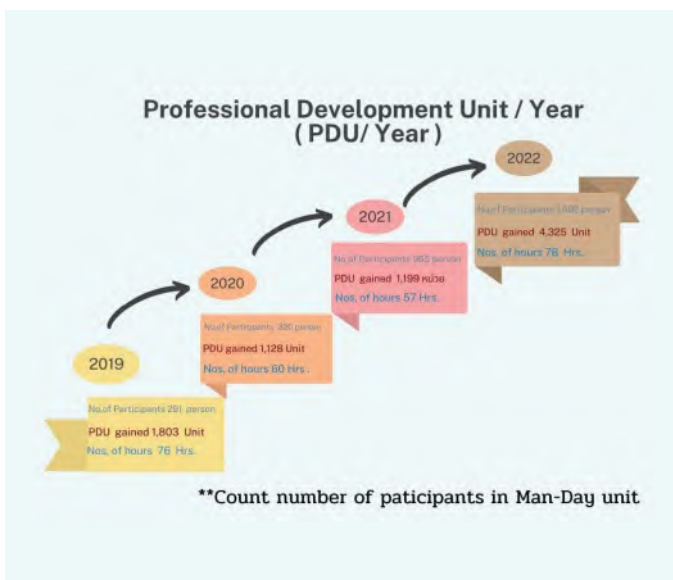 Professional Development Unit / Year
( PDU/ Year )
2022
No.of Participants person
PDU gained 4,325 Unit
Nos. of hours 76 Hrs.
2021
No.of Participants 965 person
PDU gained 1,199 หน่วย
Nos. of hours 57 Hrs.
2020
No.of Participants person
PDU gained 1,128 Unit
Nos. of hours 60 Hrs.
2019
No.of Participants 291 person
PDU gained 1,803 Unit
Nos. of hours 76 Hrs.
**Count number of paticipants in Man-Day unit